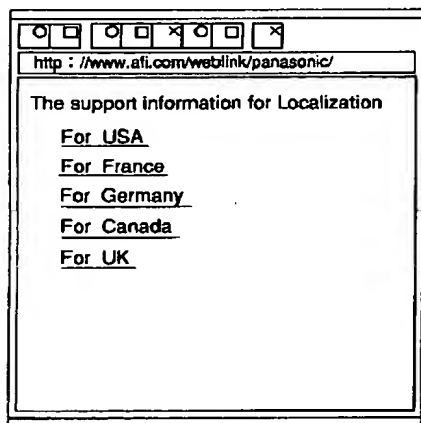 http : //www.afi.com/weblink/panasonic/
The support information for Localization
For USA
For France
For Germany
For Canada
For UK